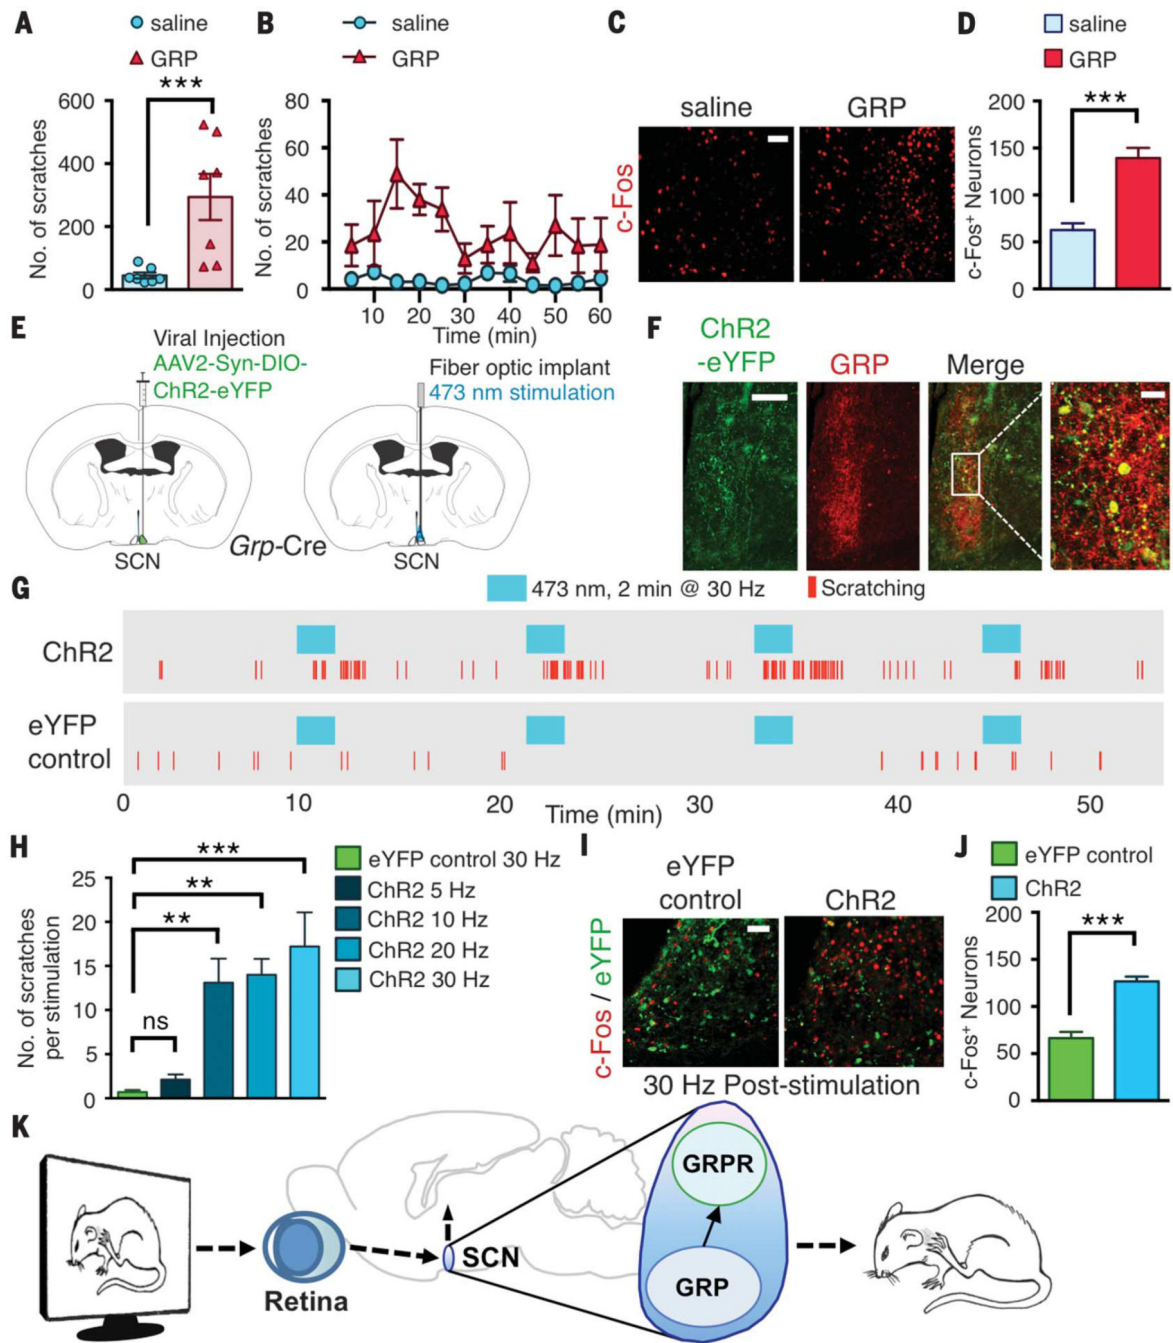 A
saline
GRP
***
600
400
200
0
No. of scratches
B
saline
GRP
80
60
40
20
0
No. of scratches
10 20 30 40 50 60
Time (min)
C
saline GRP
c-Fos
D
saline
GRP
***
200
150
100
50
0
c-Fos+ Neurons
E
Viral Injection
AAV2-Syn-DIO-
ChR2-eYFP
Fiber optic implant
473 nm stimulation
SCN
Grp-Cre
SCN
F
ChR2
-eYFP
GRP
Merge
G
473 nm, 2 min @ 30 Hz
Scratching
ChR2
eYFP
control
0 10 20 30 40 50
Time (min)
H
***
**
**
ns
25
20
15
10
5
0
No. of scratches
per stimulation
eYFP control 30 Hz
ChR2 5 Hz
ChR2 10 Hz
ChR2 20 Hz
ChR2 30 Hz
I
eYFP
control
ChR2
c-Fos / eYFP
30 Hz Post-stimulation
J
eYFP control
ChR2
***
200
150
100
50
0
c-Fos+ Neurons
K
Retina
SCN
GRPR
GRP